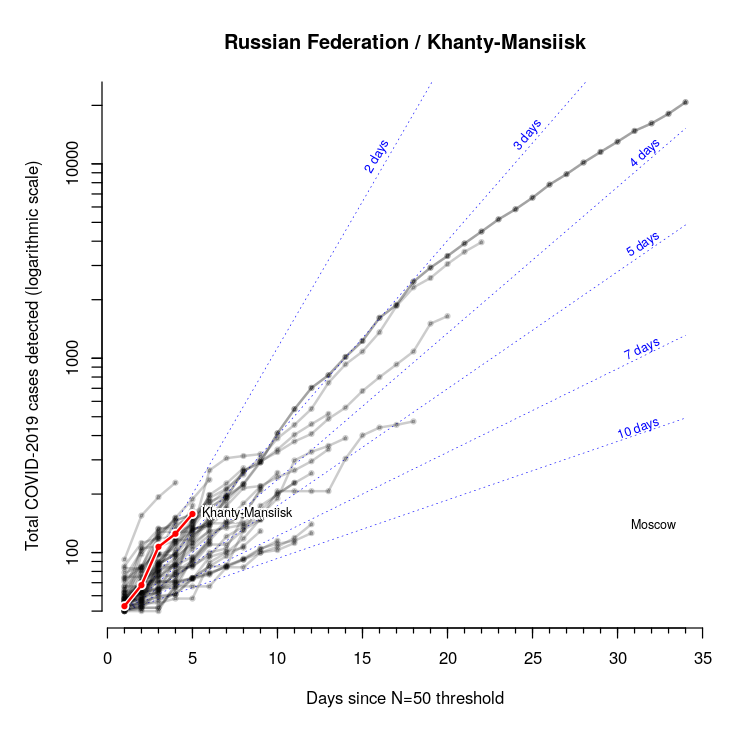 Russian Federation / Khanty-Mansiisk
Total COVID-2019 cases detected (logarithmic scale)
10000
1000
100
2 days
3 days
4 days
5 days
7 days
10 days
Khanty-Mansiisk
Moscow
0 5 10 15 20 25 30 35
Days since N=50 threshold